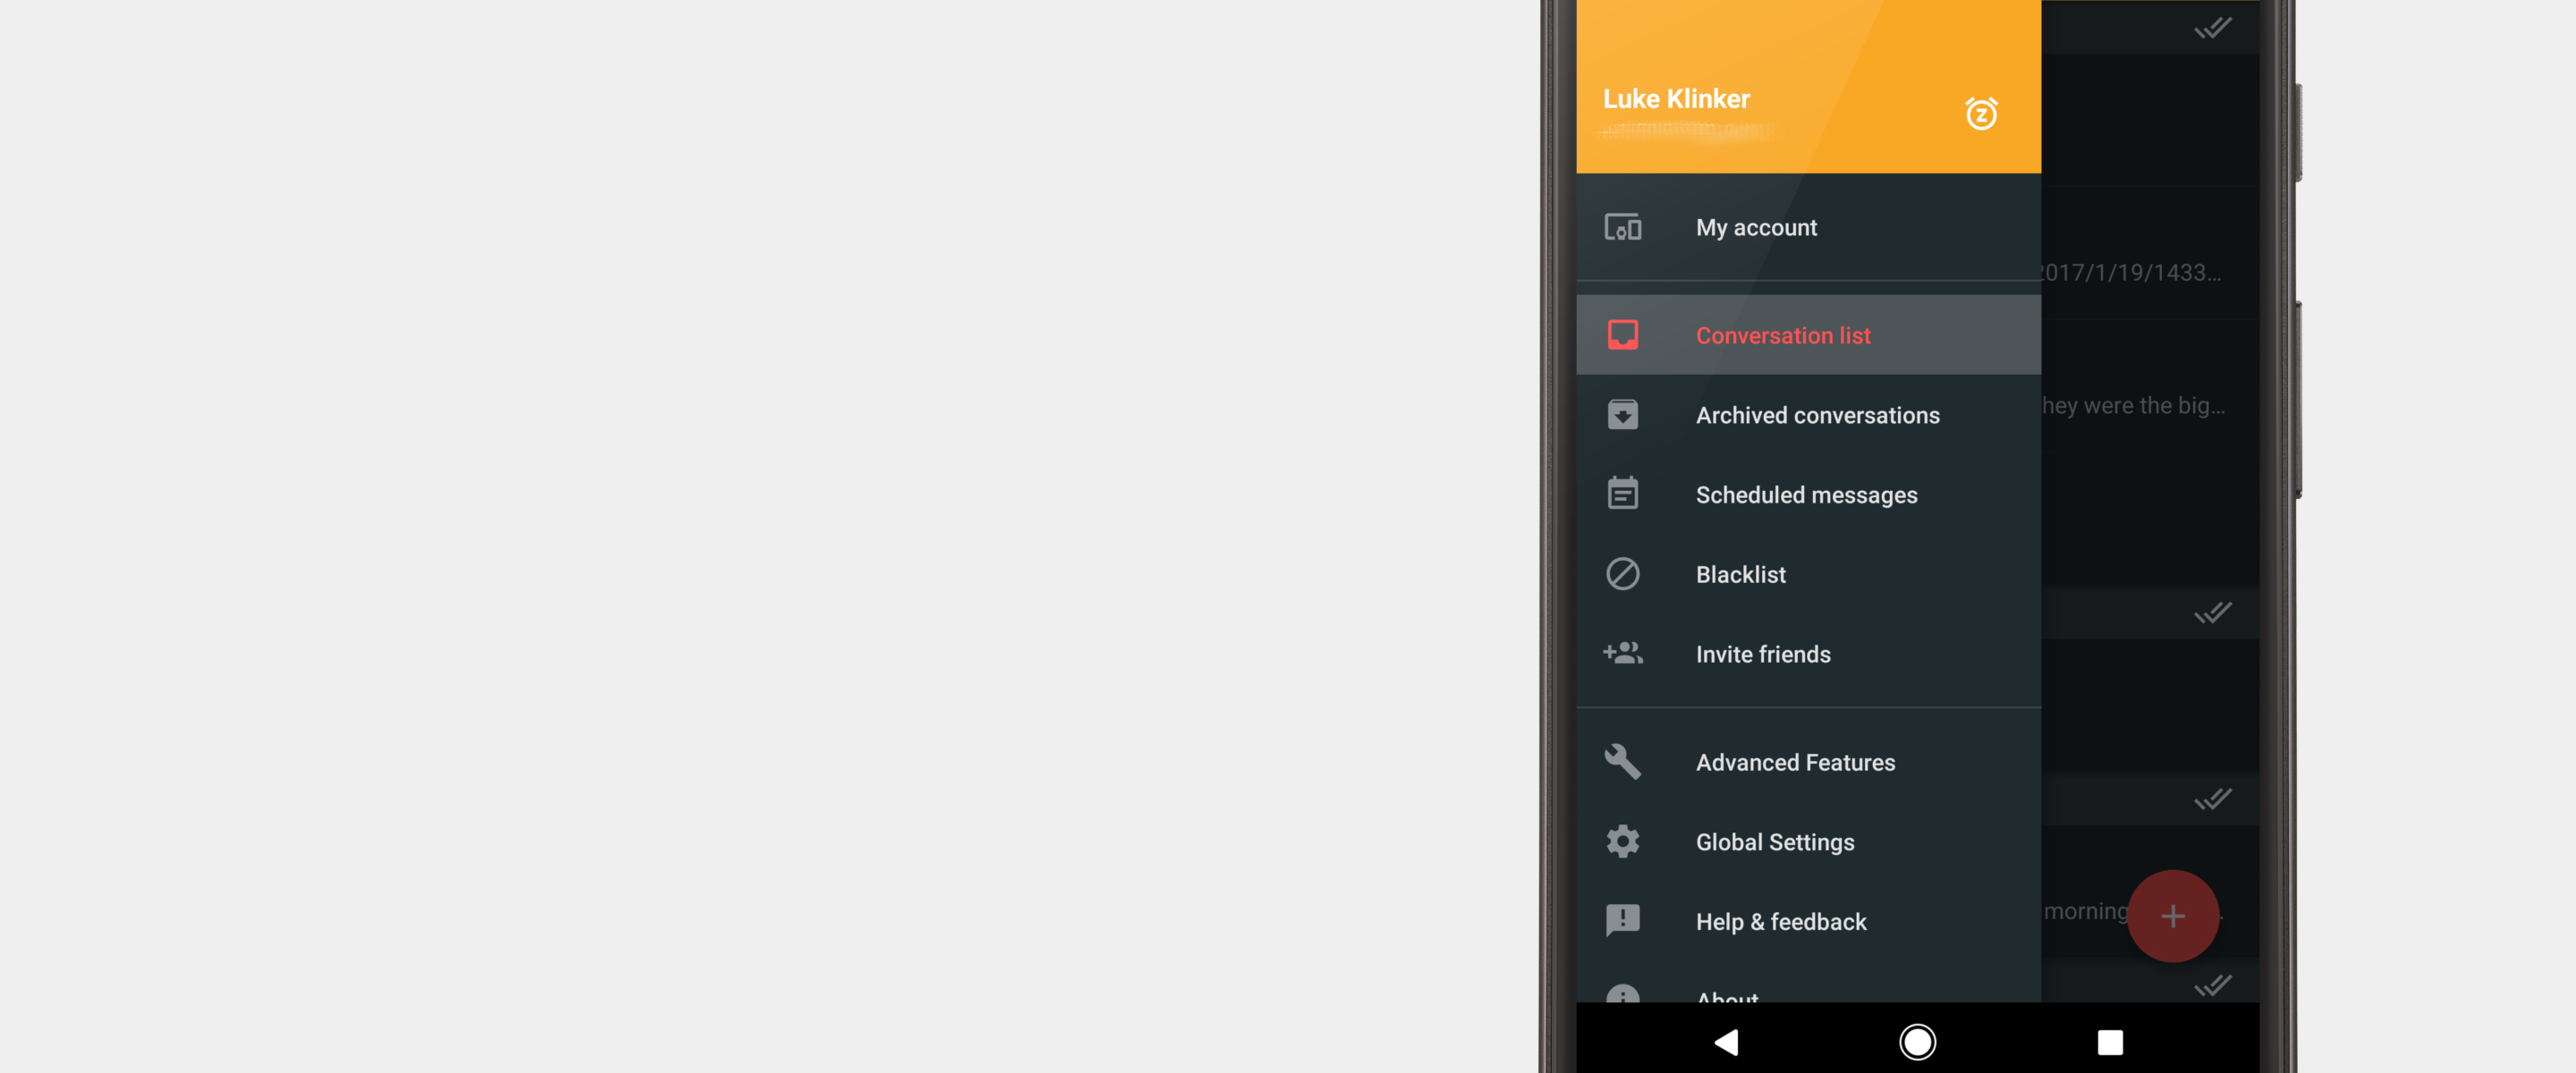 Luke Klinker
My account
2017/1/19/1433...
Conversation list
Archived conversations
hey were the big...
Scheduled messages
Blacklist
Invite friends
Advanced Features
Global Settings
Help & feedback
morning
About